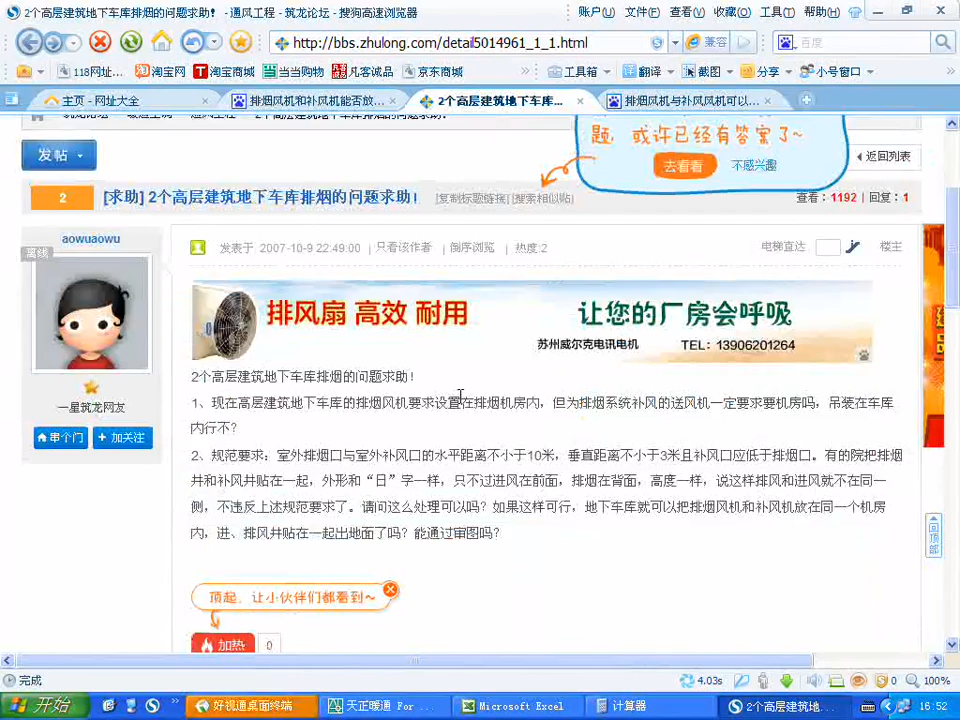 2个高层建筑地下车库排烟的问题求助！ - 通风工程 - 筑龙论坛 - 搜狗高速浏览器
账户(U) 文件(F) 查看(V) 收藏(O) 工具(T) 帮助(H)
http://bbs.zhulong.com/detail5014961_1_1.html
兼容
百度
118网址... 淘宝网 淘宝商城 当当购物 凡客诚品 京东商城 » 工具箱 翻译 截图 分享 小号窗口 »
主页 - 网址大全 排烟风机和补风机能否放... 2个高层建筑地下车库... 排烟风机与补风风机可以...
题，或许已经有答案了~
发帖
去看看 不感兴趣
返回列表
2 [求助] 2个高层建筑地下车库排烟的问题求助！ [复制标题链接] [搜索相似帖] 查看：1192 | 回复：1
aowuaowu
离线
发表于 2007-10-9 22:49:00 | 只看该作者 | 倒序浏览 | 热度:2 电梯直达 楼主
排风扇 高效 耐用
让您的厂房会呼吸
苏州威尔克电讯电机 TEL：13906201264
2个高层建筑地下车库排烟的问题求助！
1、现在高层建筑地下车库的排烟风机要求设置在排烟机房内，但为排烟系统补风的送风机一定要求要机房吗，吊装在车库
内行不？
一星筑龙网友
串个门 + 加关注
2、规范要求：室外排烟口与室外补风口的水平距离不小于10米，垂直距离不小于3米且补风口应低于排烟口。有的院把排烟
井和补风井贴在一起，外形和“日”字一样，只不过进风在前面，排烟在背面，高度一样，说这样排风和进风就不在同一
侧，不违反上述规范要求了。请问这么处理可以吗？如果这样可行，地下车库就可以把排烟风机和补风机放在同一个机房
内，进、排风井贴在一起出地面了吗？能通过审图吗？
回顶部
顶起，让小伙伴们都看到~
加热 0
完成 4.03s 0 100%
开始 » 好视通桌面终端 天正暖通 For ... Microsoft Excel 计算器 2个高层建筑地... 16:52